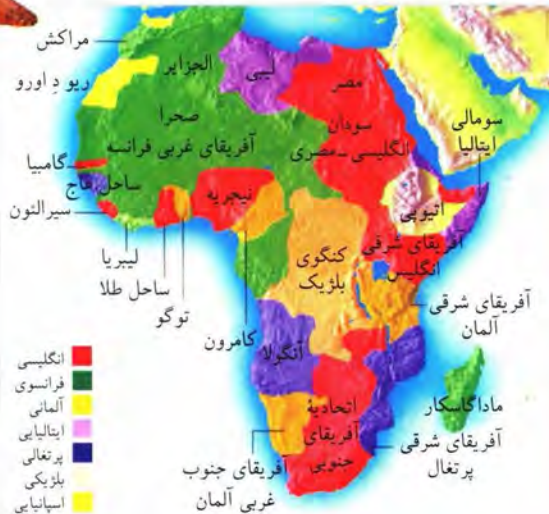 مراکش
الجزایر
لیبی
مصر
ریو دِ اورو
صحرا
آفریقای غربی فرانسه
سودان
انگلیسی-مصری
سومالی
ایتالیا
گامبیا
ساحل عاج
نیجریه
اتیوپی
سیرالئون
لیبریا
ساحل طلا
توگو
کامرون
کنگوی
بلژیک
آفریقای شرقی
انگلیس
آفریقای شرقی
آلمان
آنگولا
ماداگاسکار
اتحادیهٔ
آفریقای
جنوبی
آفریقای شرقی
پرتغال
آفریقای جنوب
غربی آلمان
انگلیسی
فرانسوی
آلمانی
ایتالیایی
پرتغالی
بلژیکی
اسپانیایی